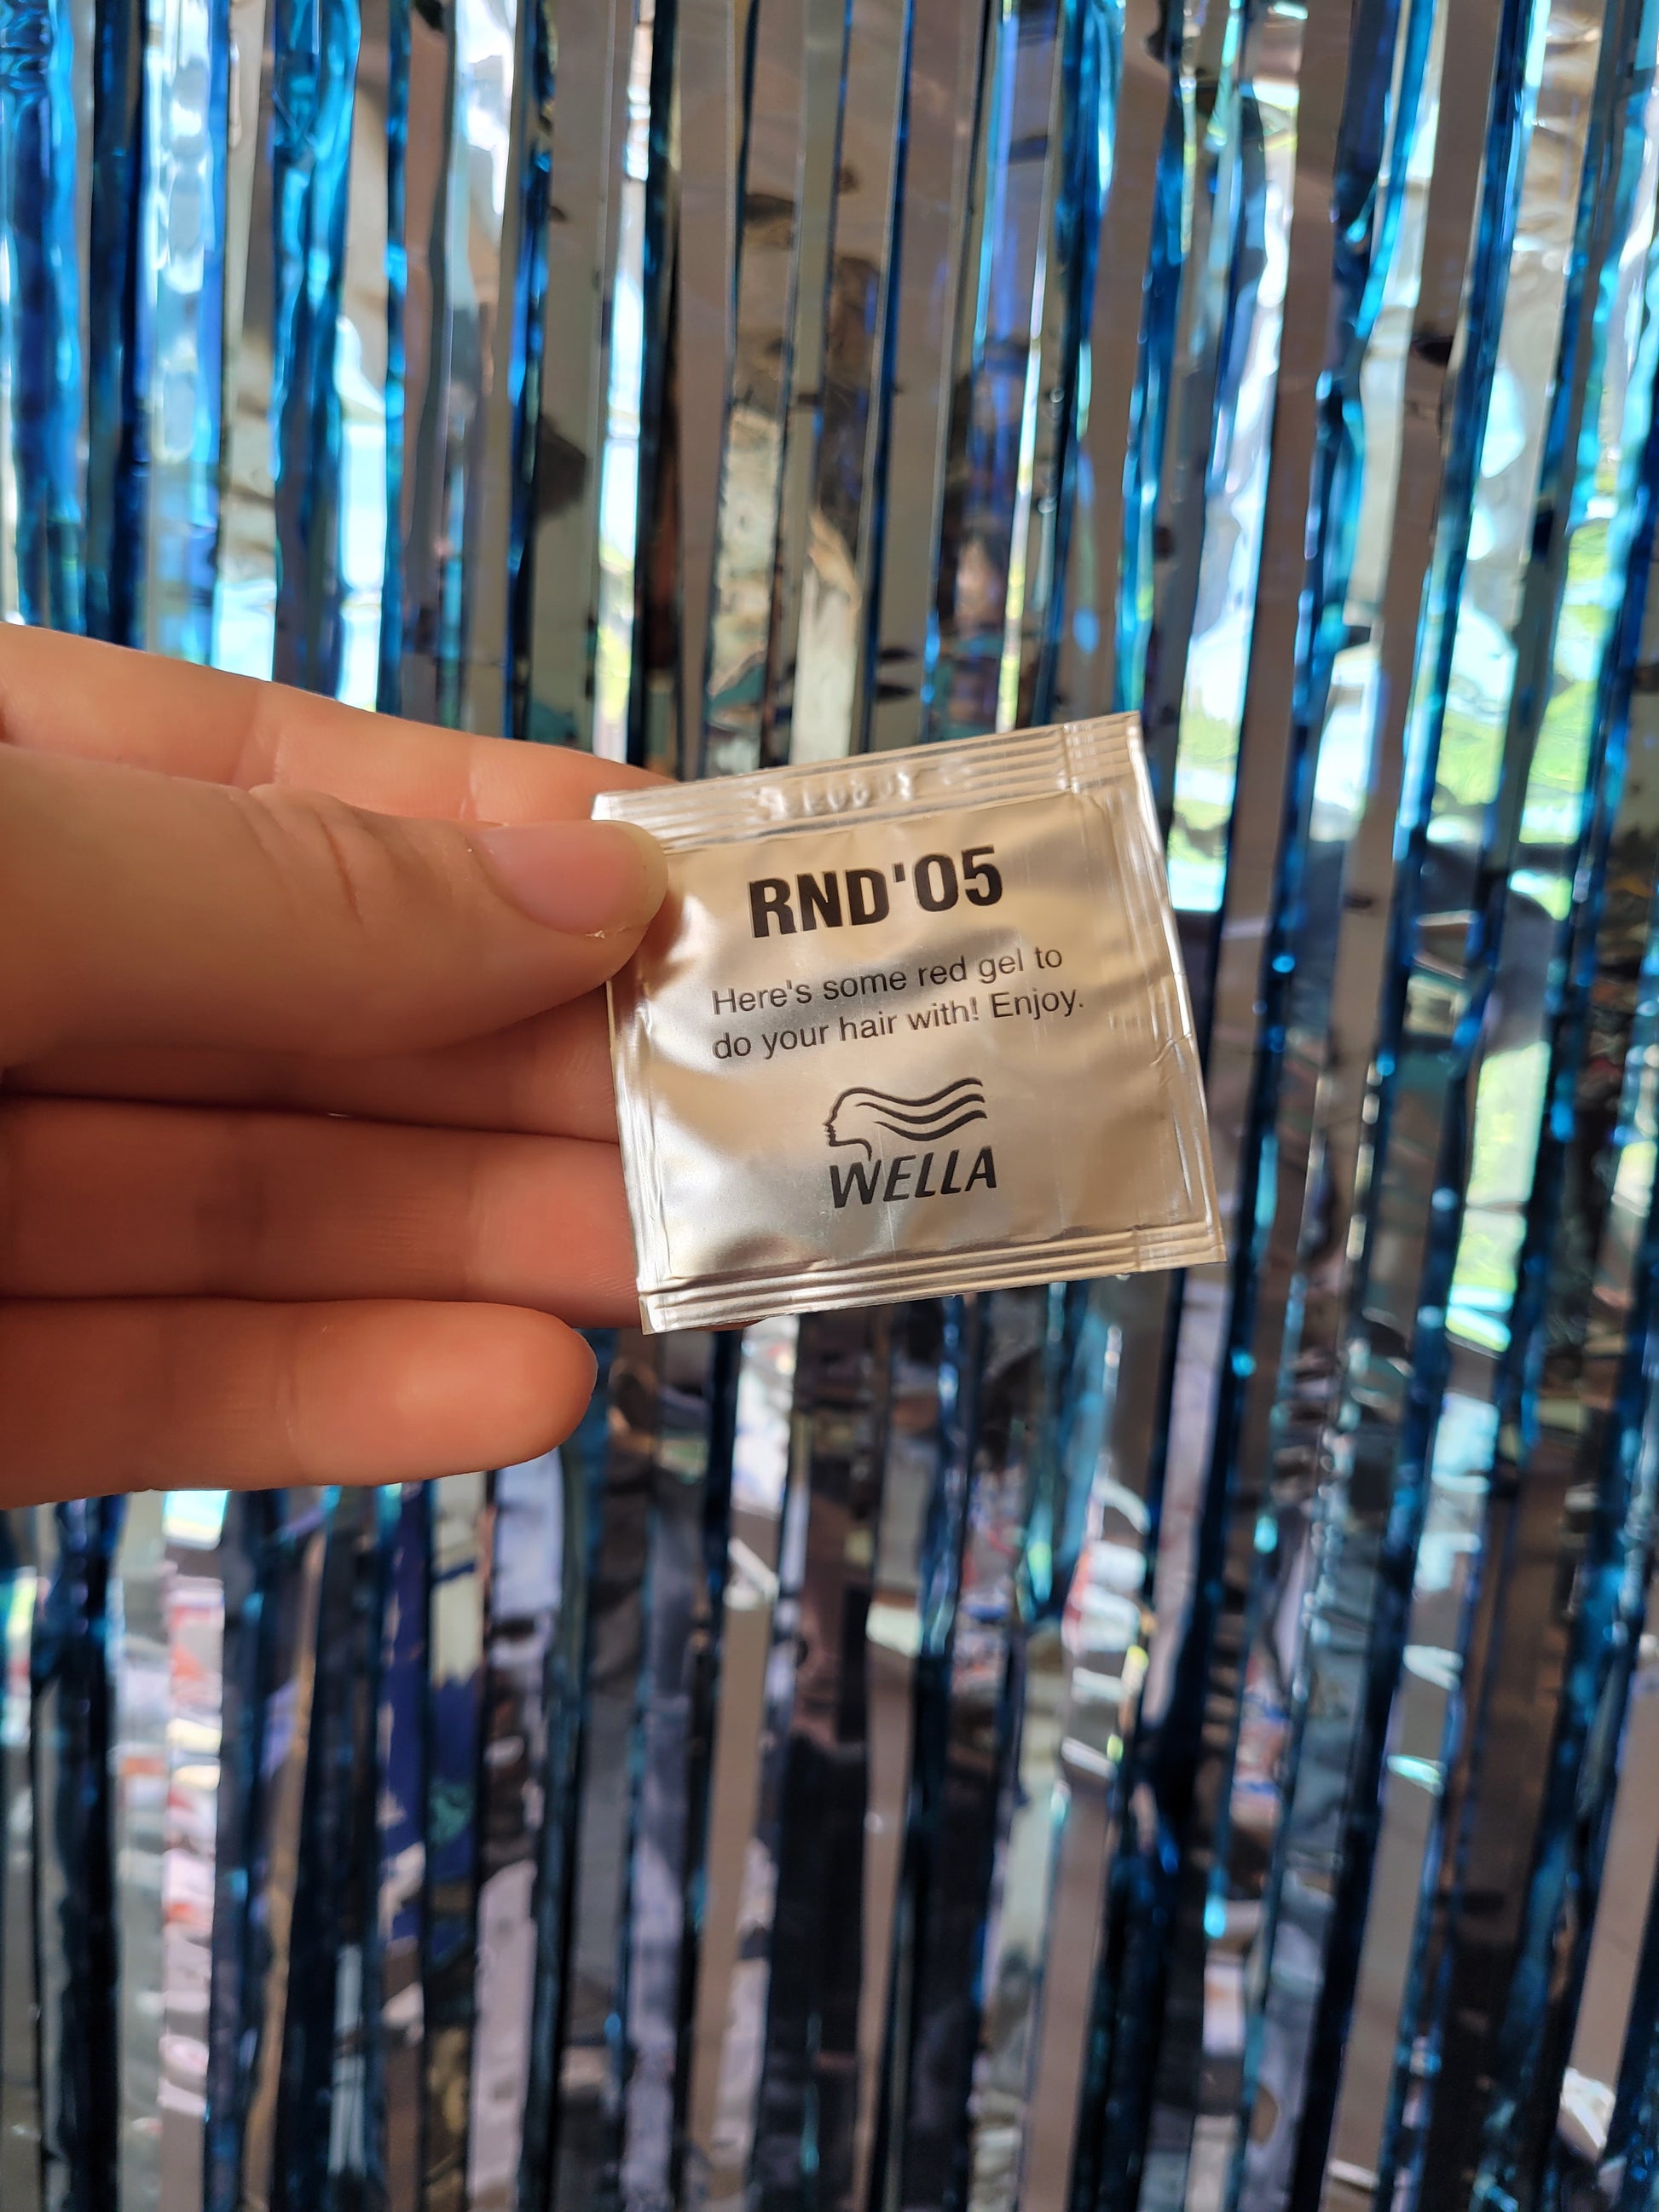 RND'05
Here's some red gel to
do your hair with! Enjoy.
WELLA